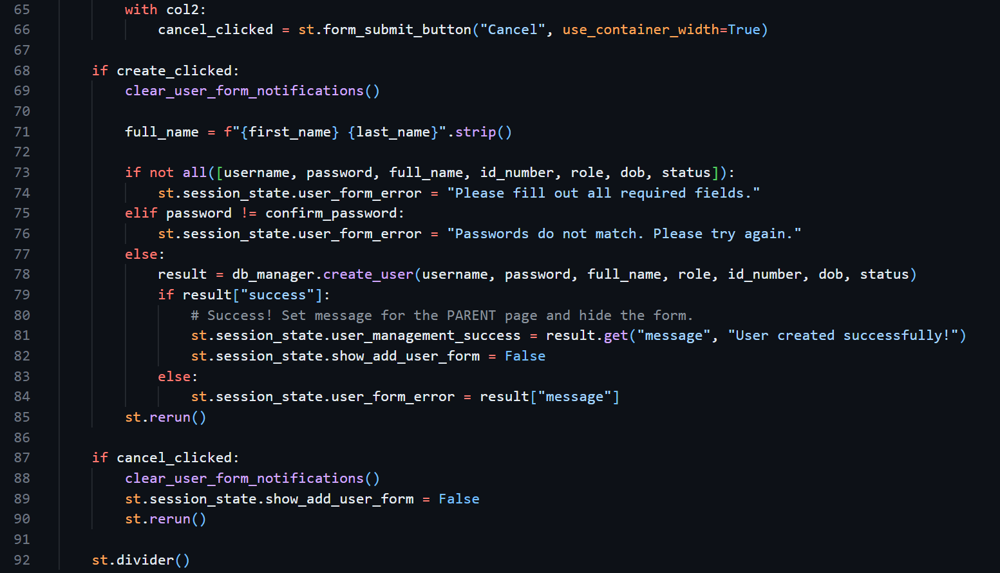 65            with col2:
66                cancel_clicked = st.form_submit_button("Cancel", use_container_width=True)
67
68        if create_clicked:
69            clear_user_form_notifications()
70
71            full_name = f"{first_name} {last_name}".strip()
72
73            if not all([username, password, full_name, id_number, role, dob, status]):
74                st.session_state.user_form_error = "Please fill out all required fields."
75            elif password != confirm_password:
76                st.session_state.user_form_error = "Passwords do not match. Please try again."
77            else:
78                result = db_manager.create_user(username, password, full_name, role, id_number, dob, status)
79                if result["success"]:
80                    # Success! Set message for the PARENT page and hide the form.
81                    st.session_state.user_management_success = result.get("message", "User created successfully!")
82                    st.session_state.show_add_user_form = False
83                else:
84                    st.session_state.user_form_error = result["message"]
85            st.rerun()
86
87        if cancel_clicked:
88            clear_user_form_notifications()
89            st.session_state.show_add_user_form = False
90            st.rerun()
91
92        st.divider()